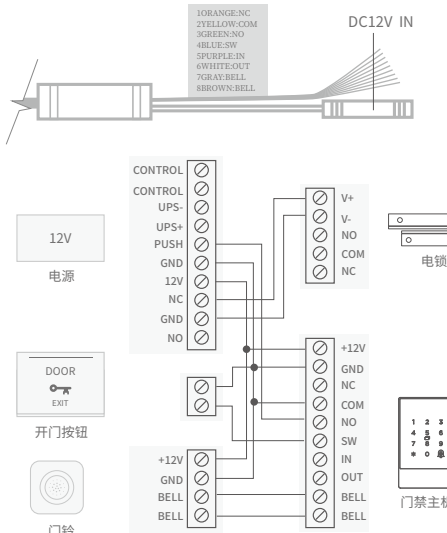 1ORANGE:NC
2YELLOW:COM
3GREEN:NO
4BLUE:SW
5PURPLE:IN
6WHITE:OUT
7GRAY:BELL
8BROWN:BELL
DC12V IN
CONTROL
CONTROL
UPS-
UPS+
PUSH
GND
12V
NC
GND
NO
V+
V-
NO
COM
NC
12V
电源
电锁
DOOR
EXIT
开门按钮
+12V
GND
NC
COM
NO
SW
IN
OUT
BELL
BELL
1 2 3
4 5 6
7 8 9
* 0
门禁主机
+12V
GND
BELL
BELL
门铃